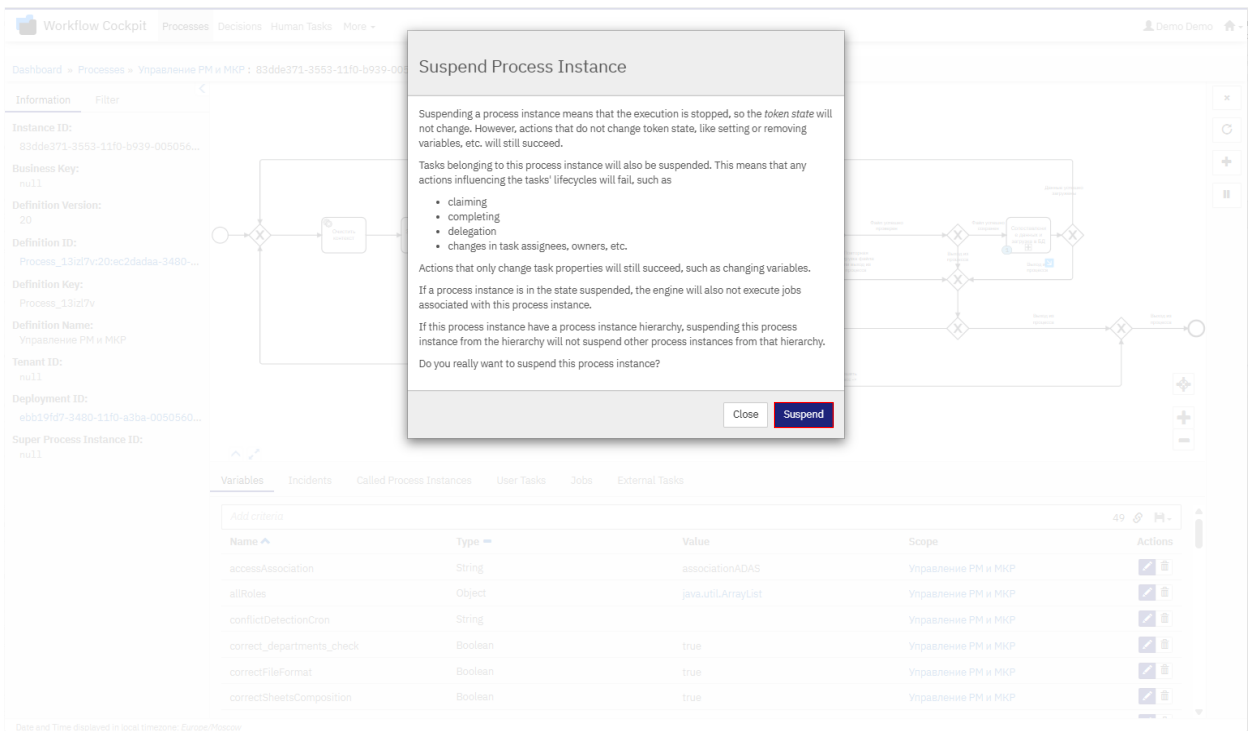 Workflow Cockpit Processes Decisions Human Tasks More
Demo Demo
Dashboard » Processes » Управление РМ и МКР : 83dde371-3553-11f0-b939-005
Information Filter
Instance ID:
83dde371-3553-11f0-b939-005056...
Business Key:
null
Definition Version:
20
Definition ID:
Process_13izl7v:20:ec2dadaa-3480-...
Definition Key:
Process_13izl7v
Definition Name:
Управление РМ и МКР
Tenant ID:
null
Deployment ID:
ebb19fd7-3480-11f0-a3ba-0050560...
Super Process Instance ID:
null
Suspend Process Instance
Suspending a process instance means that the execution is stopped, so the token state will
not change. However, actions that do not change token state, like setting or removing
variables, etc. will still succeed.
Tasks belonging to this process instance will also be suspended. This means that any
actions influencing the tasks' lifecycles will fail, such as
• claiming
• completing
• delegation
• changes in task assignees, owners, etc.
Actions that only change task properties will still succeed, such as changing variables.
If a process instance is in the state suspended, the engine will also not execute jobs
associated with this process instance.
If this process instance have a process instance hierarchy, suspending this process
instance from the hierarchy will not suspend other process instances from that hierarchy.
Do you really want to suspend this process instance?
Close Suspend
Variables Incidents Called Process Instances User Tasks Jobs External Tasks
Add criteria 49
Name Type Value Scope Actions
accessAssociation String associationADAS Управление РМ и МКР
allRoles Object java.util.ArrayList Управление РМ и МКР
conflictDetectionCron String Управление РМ и МКР
correct_departments_check Boolean true Управление РМ и МКР
correctFileFormat Boolean true Управление РМ и МКР
correctSheetsComposition Boolean true Управление РМ и МКР
Date and Time displayed in local timezone: Europe/Moscow